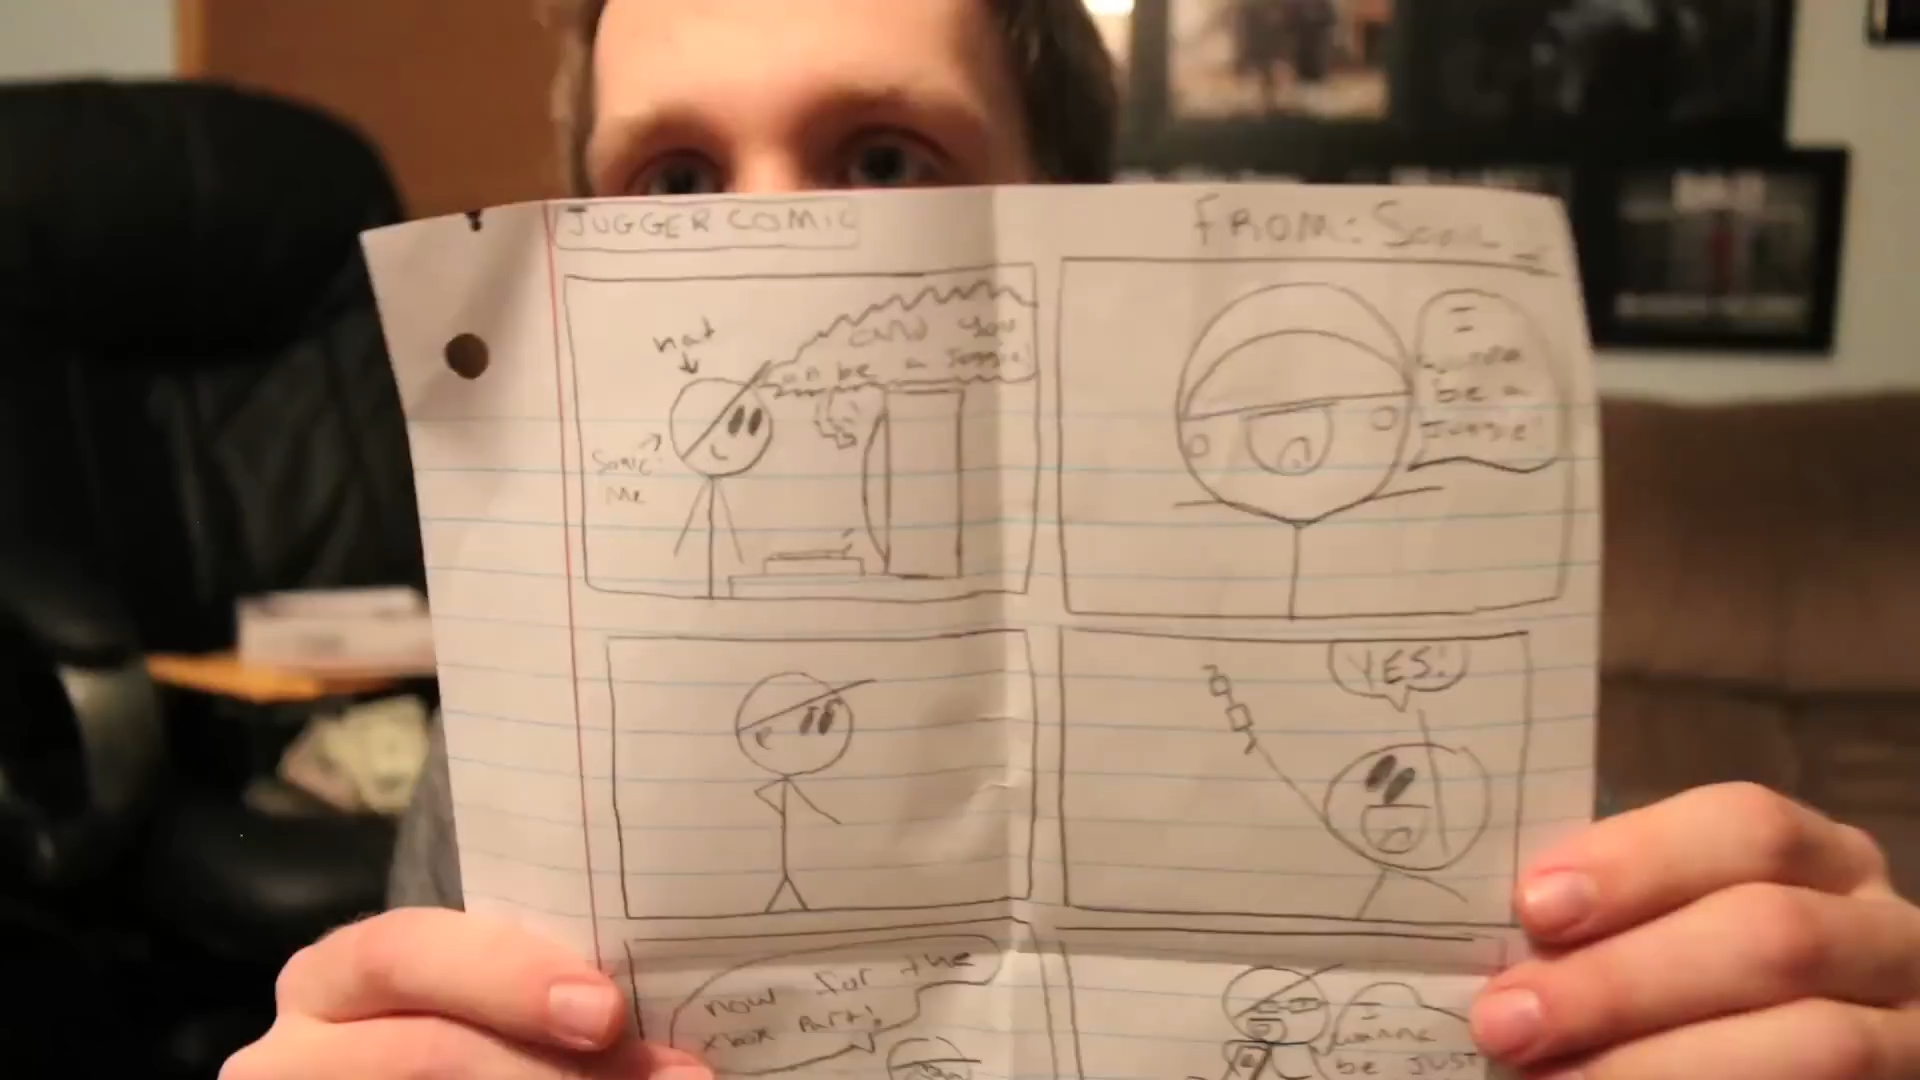 JUGGER COMIC
FROM: Sonic
hat
Sonic
Me
AND You
can be a Juggie!
I
wanna
be a
Juggie!
YES!
now for the
xbox Part!
I
wanna
be JUST